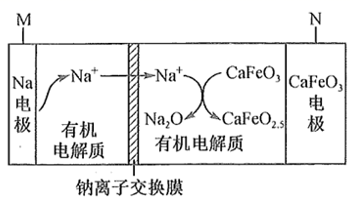 M
N
Na
电
极
Na⁺
Na⁺
CaFeO₃
CaFeO₃
电
极
Na₂O
CaFeO₂.₅
有机
电解质
有机电解质
钠离子交换膜